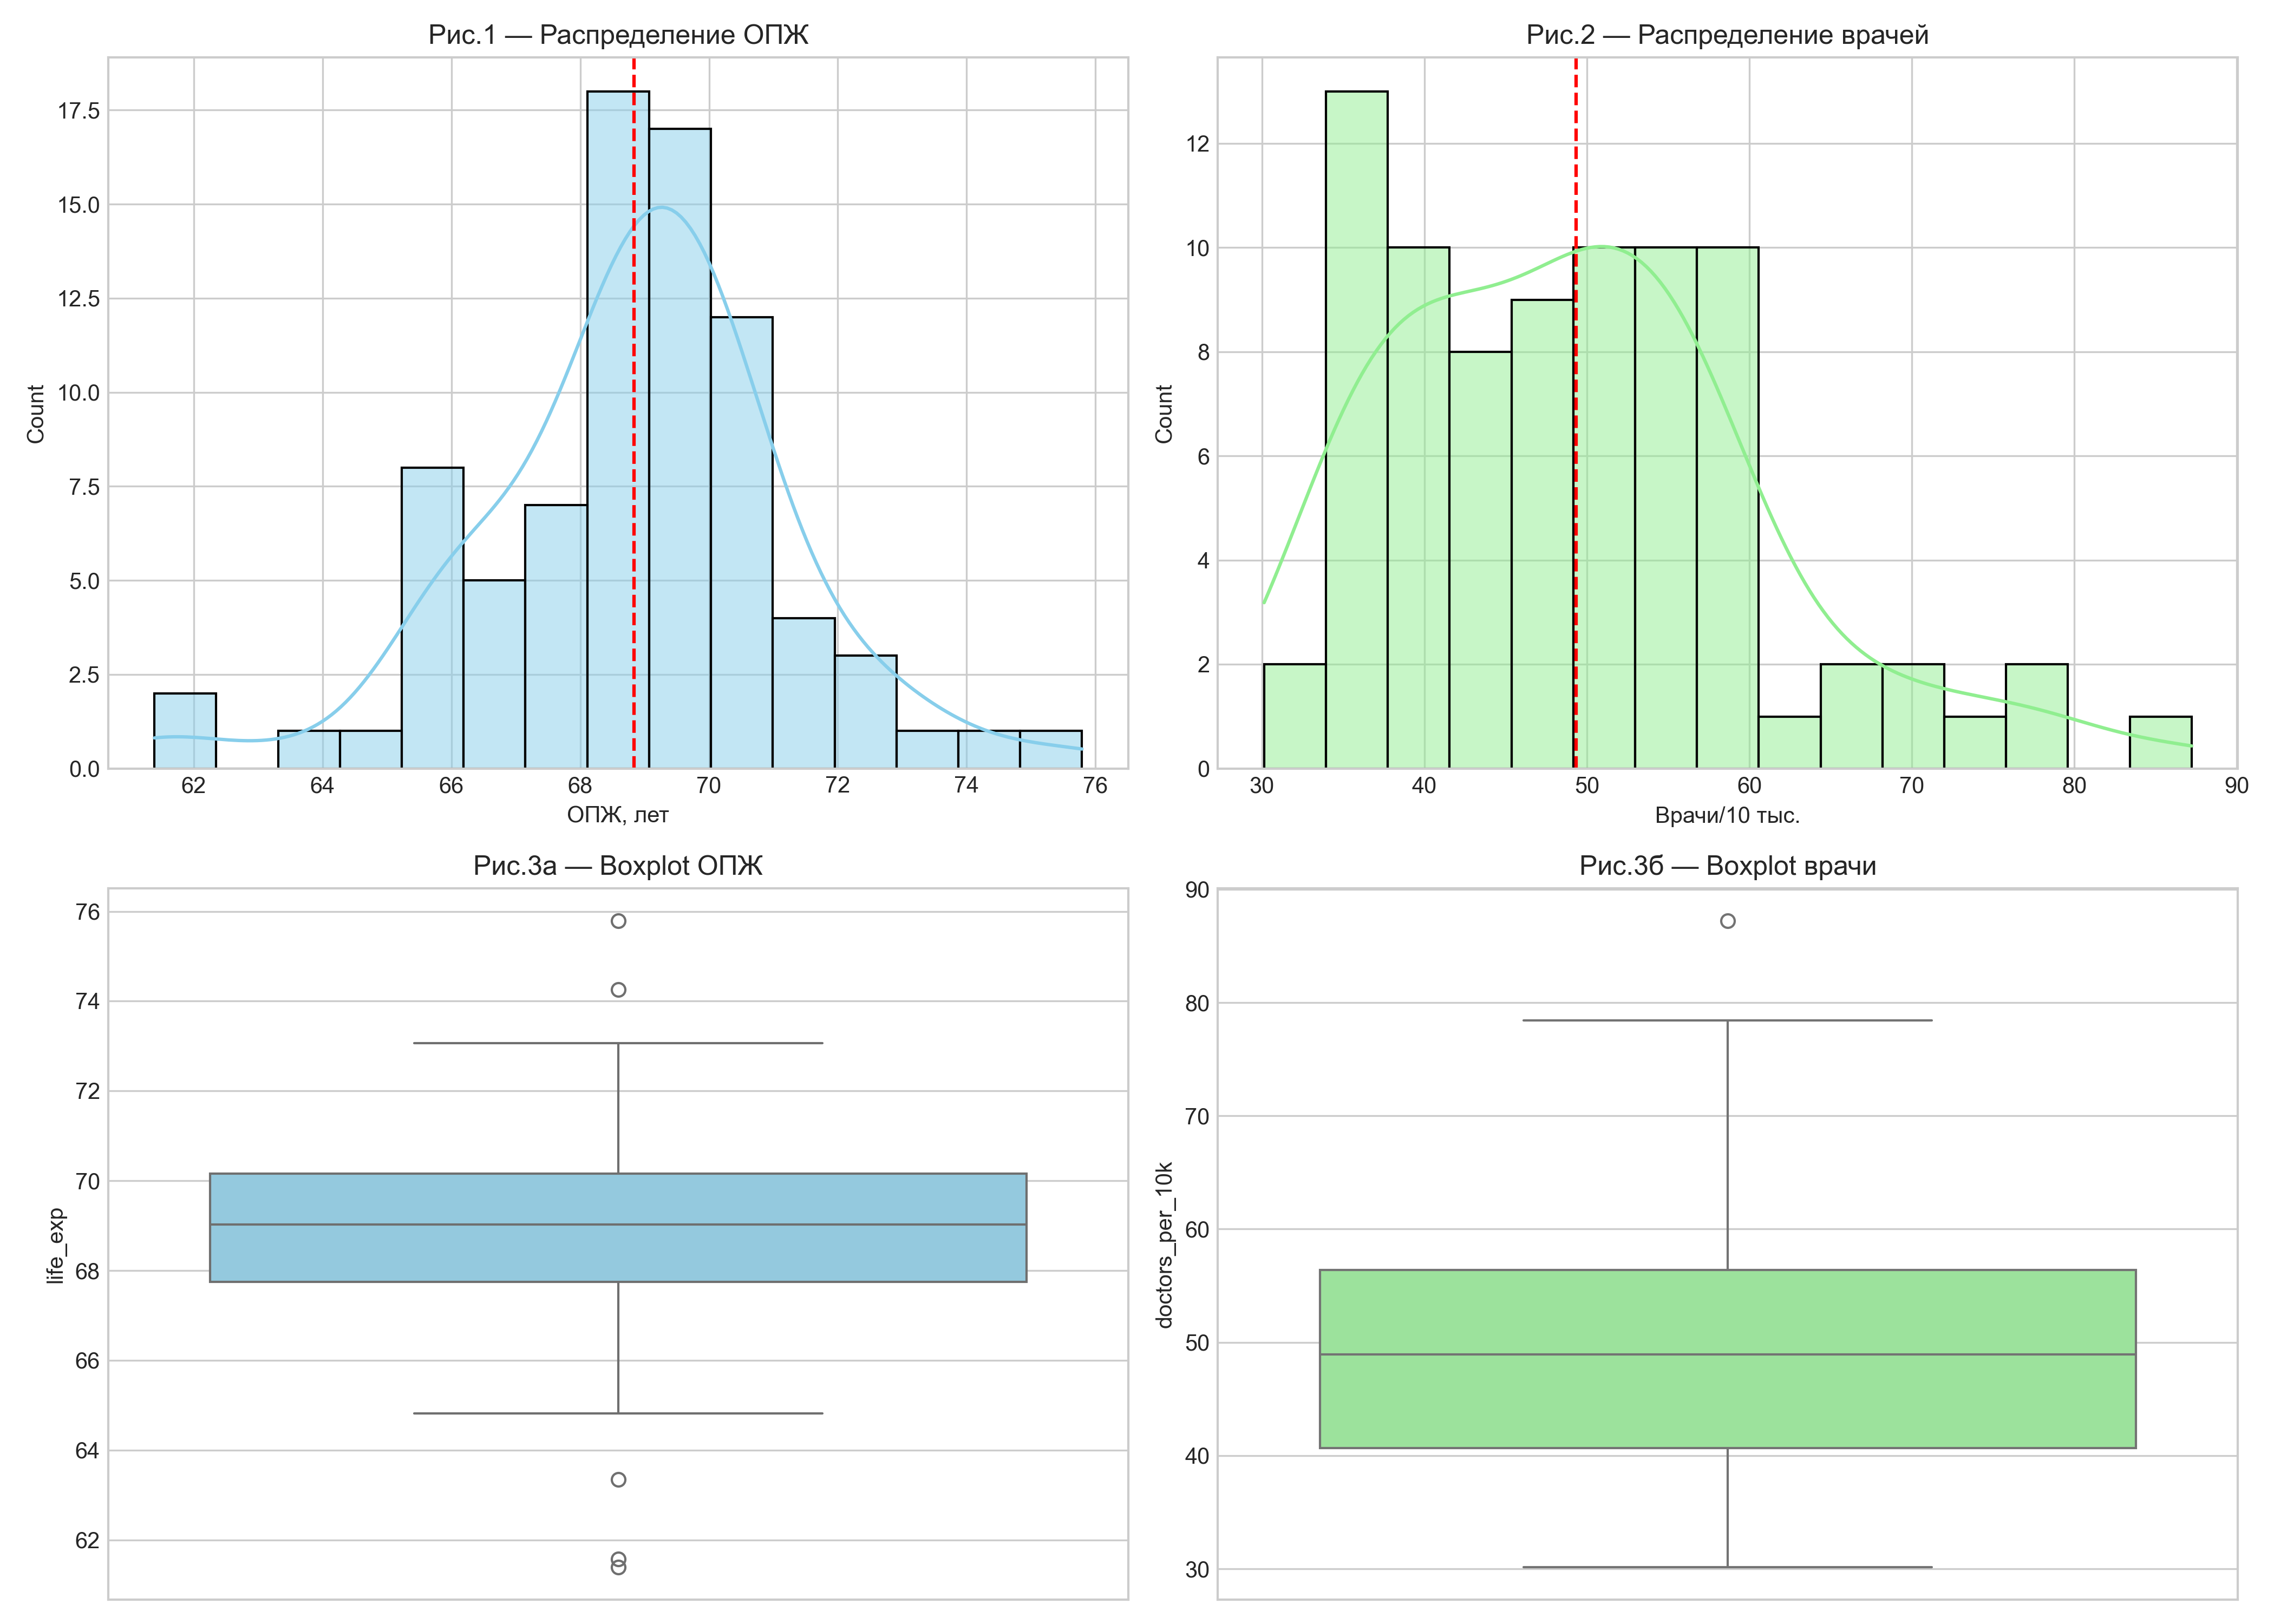 Рис.1 — Распределение ОПЖ
17.5
15.0
12.5
10.0
7.5
5.0
2.5
0.0
Count
62 64 66 68 70 72 74 76
ОПЖ, лет
Рис.2 — Распределение врачей
12
10
8
6
4
2
0
Count
30 40 50 60 70 80 90
Врачи/10 тыс.
Рис.3а — Boxplot ОПЖ
76
74
72
70
68
66
64
62
life_exp
Рис.3б — Boxplot врачи
90
80
70
60
50
40
30
doctors_per_10k